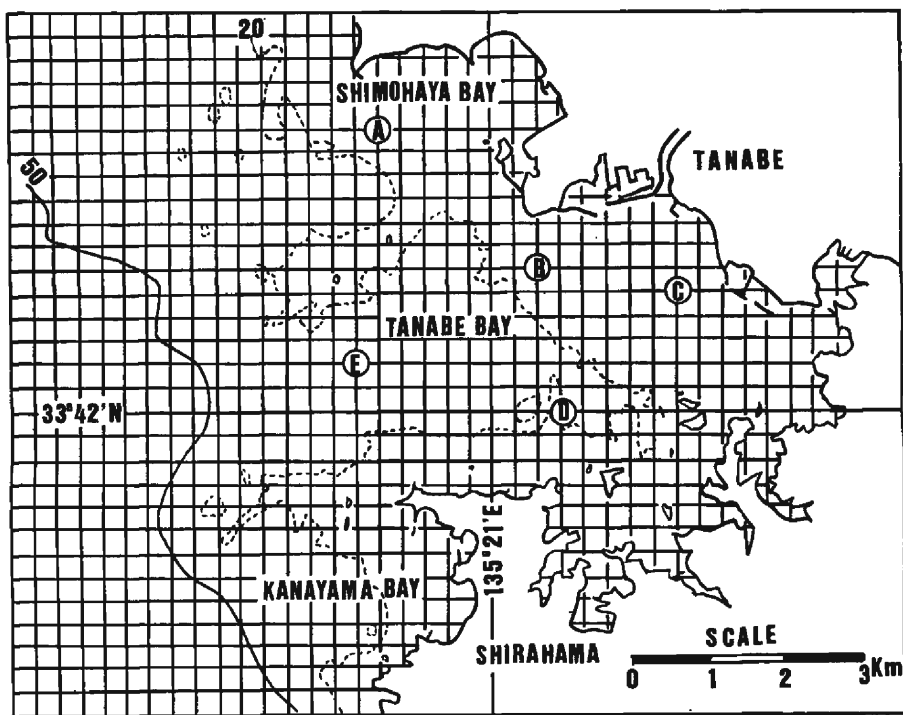 20
SHIMOHAYA BAY
A
TANABE
50
B
C
TANABE BAY
E
33°42'N
D
135°21'E
KANAYAMA BAY
SHIRAHAMA
SCALE
0 1 2 3Km